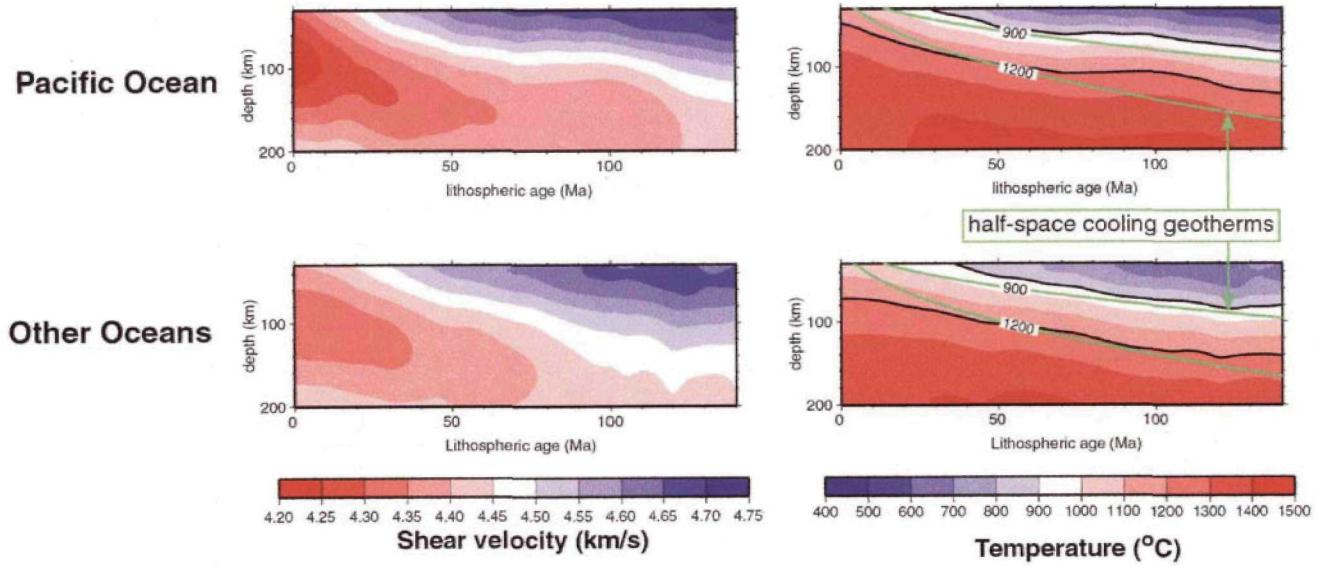 Pacific Ocean
depth (km)
100
200
0
50
100
lithospheric age (Ma)
depth (km)
100
200
0
50
100
lithospheric age (Ma)
900
1200
half-space cooling geotherms
Other Oceans
depth (km)
100
200
0
50
100
Lithospheric age (Ma)
depth (km)
100
200
0
50
100
Lithospheric age (Ma)
900
1200
4.20 4.25 4.30 4.35 4.40 4.45 4.50 4.55 4.60 4.65 4.70 4.75
Shear velocity (km/s)
400 500 600 700 800 900 1000 1100 1200 1300 1400 1500
Temperature (°C)